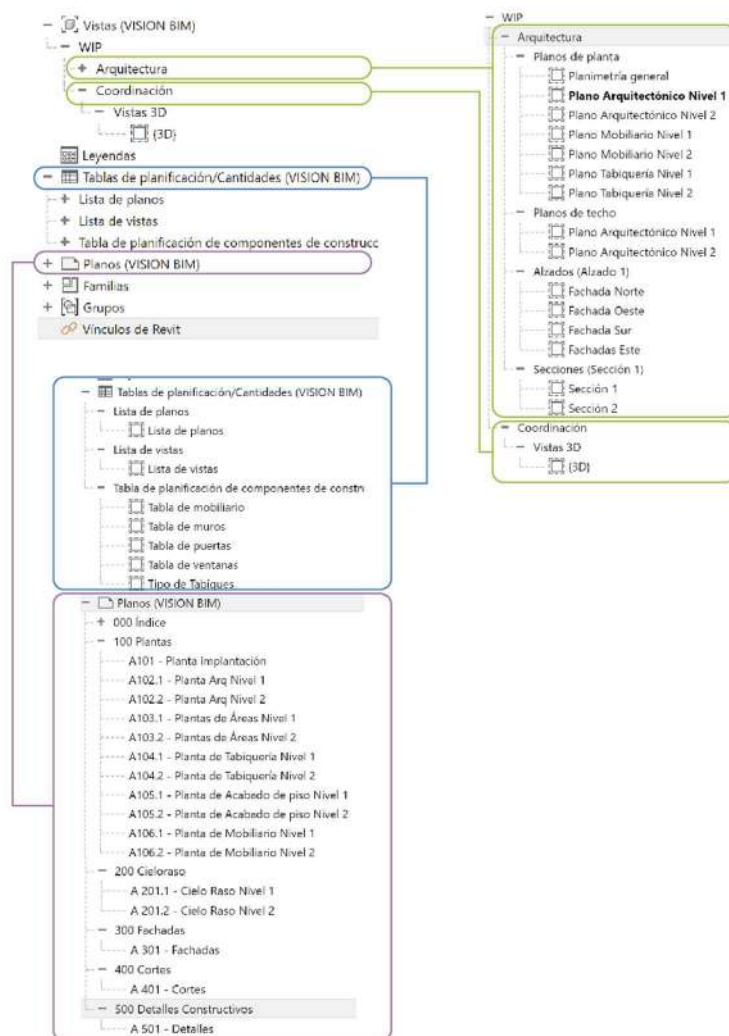 Vistas (VISION BIM)
WIP
Arquitectura
Coordinación
Vistas 3D
{3D}
Leyendas
Tablas de planificación/Cantidades (VISION BIM)
Lista de planos
Lista de vistas
Tabla de planificación de componentes de construcc
Planos (VISION BIM)
Familias
Grupos
Vínculos de Revit
WIP
Arquitectura
Planos de planta
Planimetría general
Plano Arquitectónico Nivel 1
Plano Arquitectónico Nivel 2
Plano Mobiliario Nivel 1
Plano Mobiliario Nivel 2
Plano Tabiquería Nivel 1
Plano Tabiquería Nivel 2
Planos de techo
Plano Arquitectónico Nivel 1
Plano Arquitectónico Nivel 2
Alzados (Alzado 1)
Fachada Norte
Fachada Oeste
Fachada Sur
Fachadas Este
Secciones (Sección 1)
Sección 1
Sección 2
Coordinación
Vistas 3D
{3D}
Tablas de planificación/Cantidades (VISION BIM)
Lista de planos
Lista de planos
Lista de vistas
Lista de vistas
Tabla de planificación de componentes de constru
Tabla de mobiliario
Tabla de muros
Tabla de puertas
Tabla de ventanas
Tipo de Tabiques
Planos (VISION BIM)
000 Índice
100 Plantas
A101 - Planta Implantación
A102.1 - Planta Arq Nivel 1
A102.2 - Planta Arq Nivel 2
A103.1 - Plantas de Áreas Nivel 1
A103.2 - Plantas de Áreas Nivel 2
A104.1 - Planta de Tabiquería Nivel 1
A104.2 - Planta de Tabiquería Nivel 2
A105.1 - Planta de Acabado de piso Nivel 1
A105.2 - Planta de Acabado de piso Nivel 2
A106.1 - Planta de Mobiliario Nivel 1
A106.2 - Planta de Mobiliario Nivel 2
200 Cieloraso
A 201.1 - Cielo Raso Nivel 1
A 201.2 - Cielo Raso Nivel 2
300 Fachadas
A 301 - Fachadas
400 Cortes
A 401 - Cortes
500 Detalles Constructivos
A 501 - Detalles